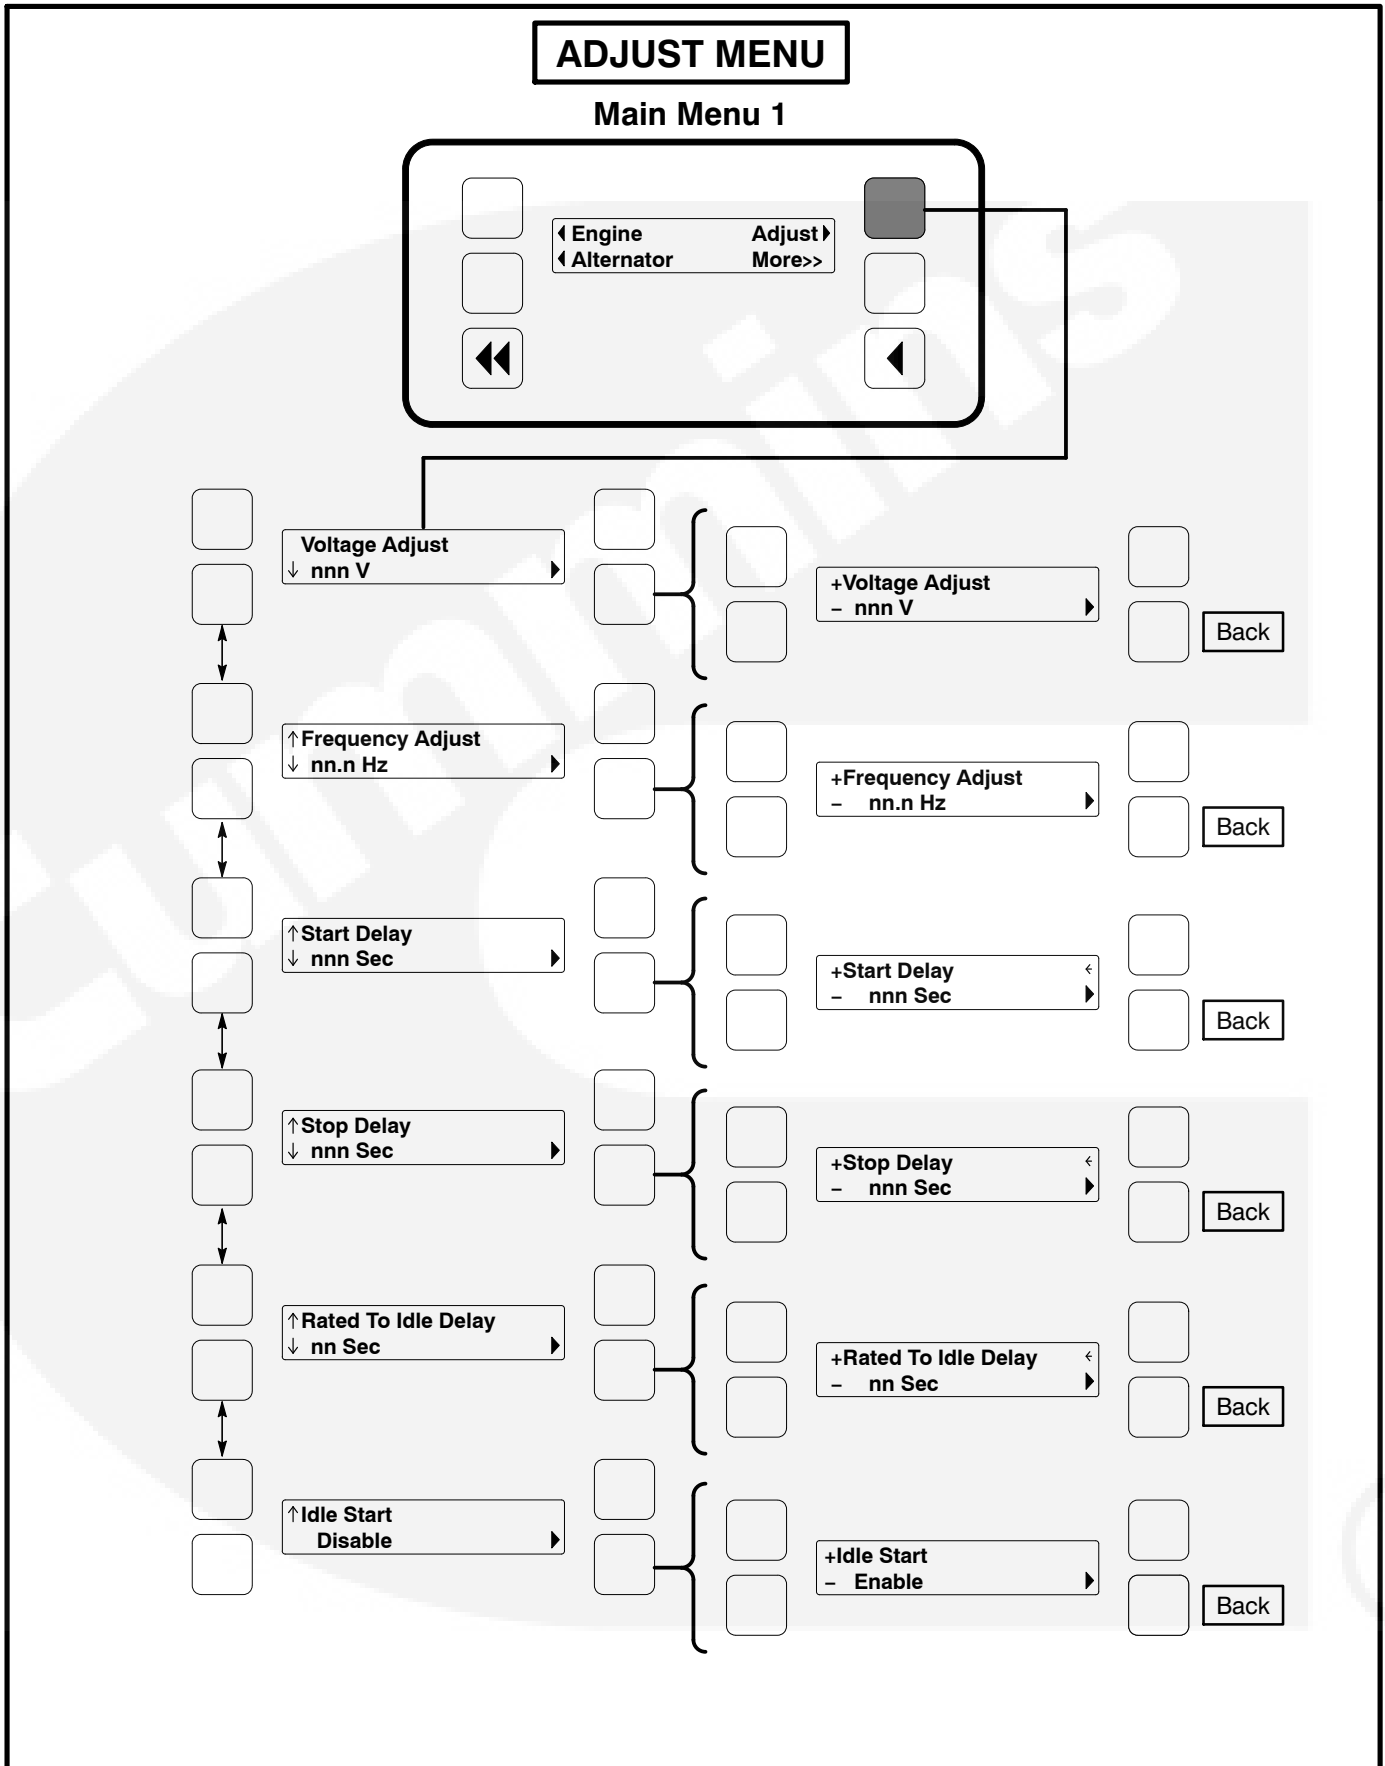 ADJUST MENU
Main Menu 1
Engine Adjust
Alternator More>>
Voltage Adjust
↓ nnn V
+Voltage Adjust
– nnn V
Back
↑Frequency Adjust
↓ nn.n Hz
+Frequency Adjust
– nn.n Hz
Back
↑Start Delay
↓ nnn Sec
+Start Delay ←
– nnn Sec
Back
↑Stop Delay
↓ nnn Sec
+Stop Delay ←
– nnn Sec
Back
↑Rated To Idle Delay
↓ nn Sec
+Rated To Idle Delay ←
– nn Sec
Back
↑Idle Start
Disable
+Idle Start
– Enable
Back
Cummins